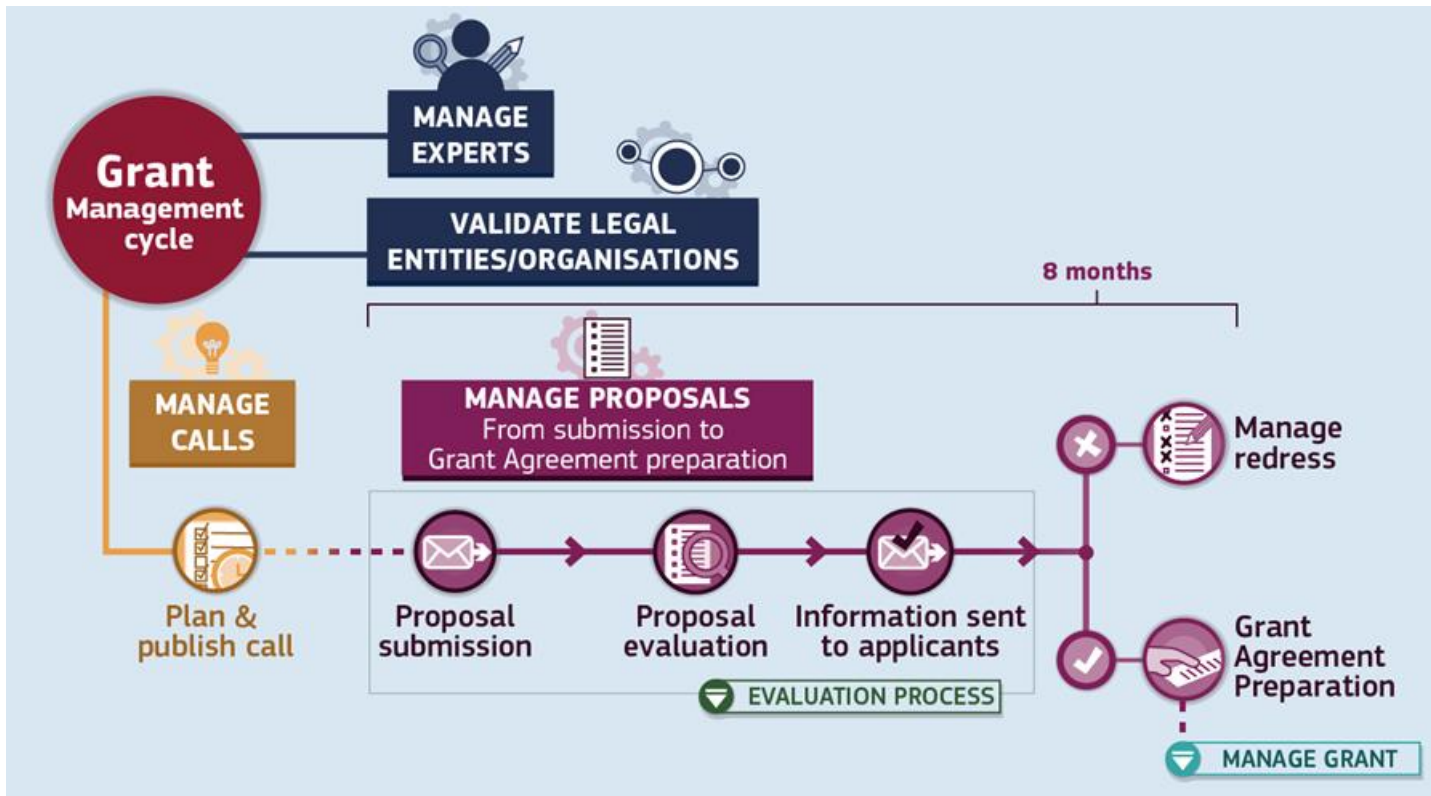 Grant
Management
cycle
MANAGE
EXPERTS
VALIDATE LEGAL
ENTITIES/ORGANISATIONS
8 months
MANAGE
CALLS
MANAGE PROPOSALS
From submission to
Grant Agreement preparation
Manage
redress
Plan &
publish call
Proposal
submission
Proposal
evaluation
Information sent
to applicants
Grant
Agreement
Preparation
EVALUATION PROCESS
MANAGE GRANT